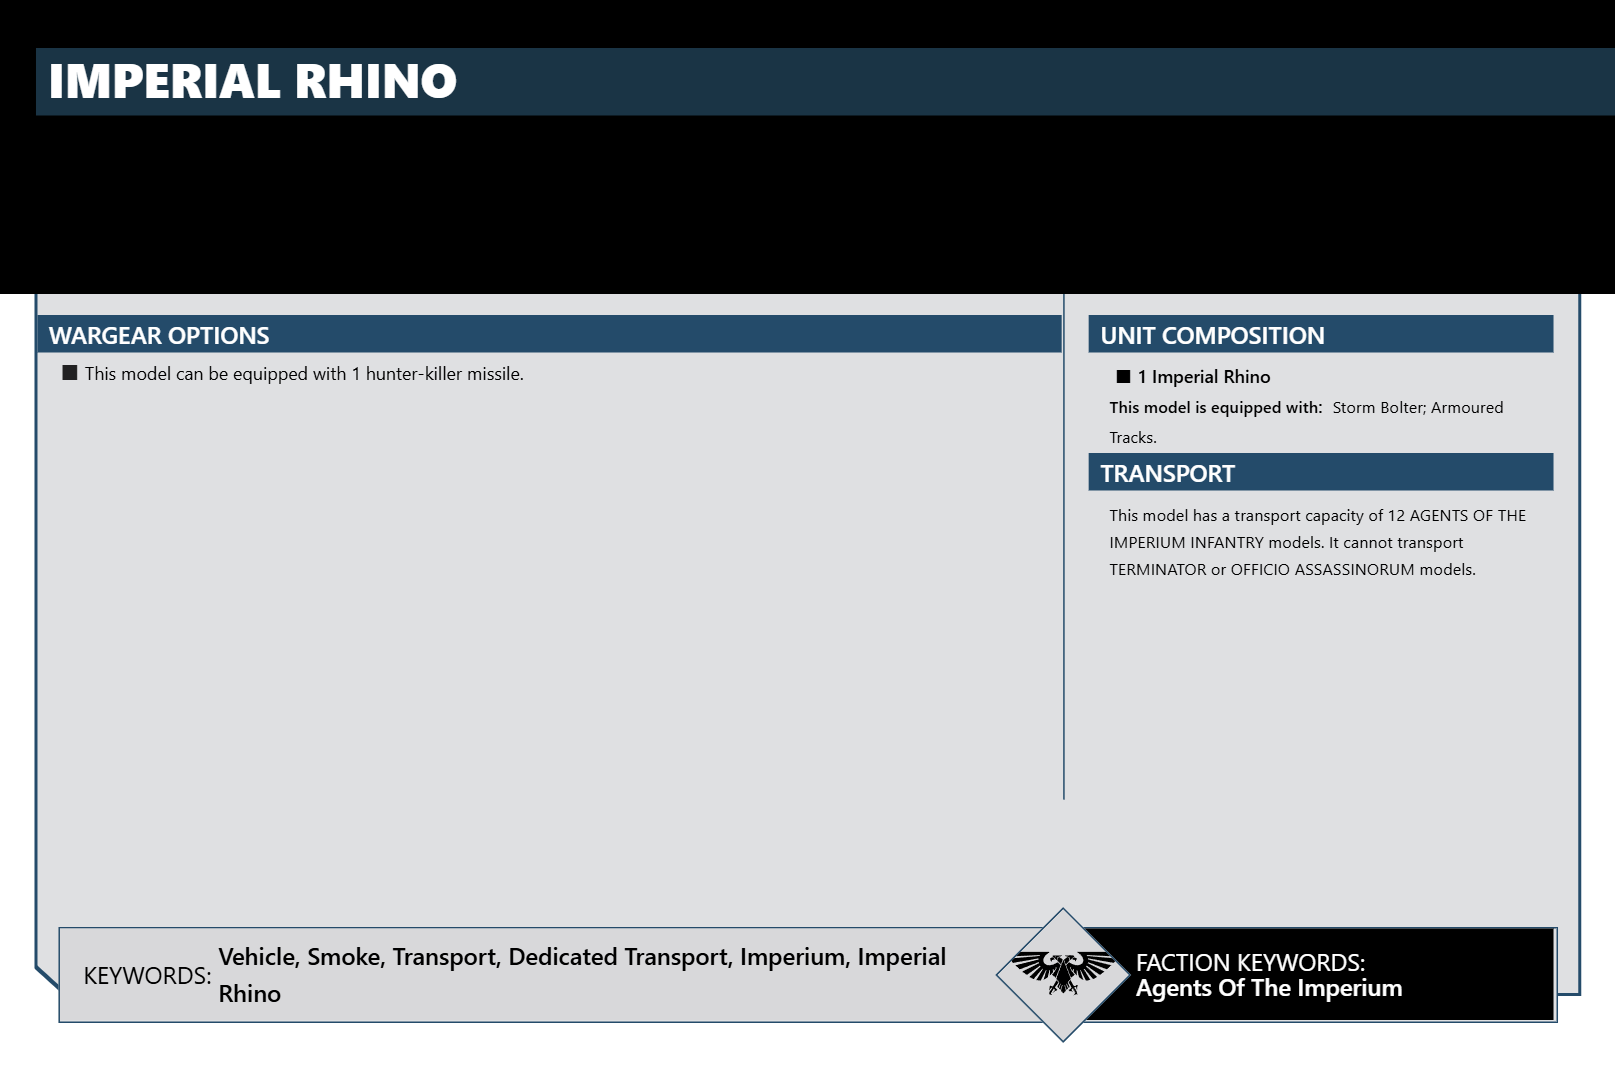 IMPERIAL RHINO
WARGEAR OPTIONS
■ This model can be equipped with 1 hunter-killer missile.
UNIT COMPOSITION
■ 1 Imperial Rhino
This model is equipped with: Storm Bolter; Armoured
Tracks.
TRANSPORT
This model has a transport capacity of 12 AGENTS OF THE
IMPERIUM INFANTRY models. It cannot transport
TERMINATOR or OFFICIO ASSASSINORUM models.
KEYWORDS: Vehicle, Smoke, Transport, Dedicated Transport, Imperium, Imperial
Rhino
FACTION KEYWORDS:
Agents Of The Imperium